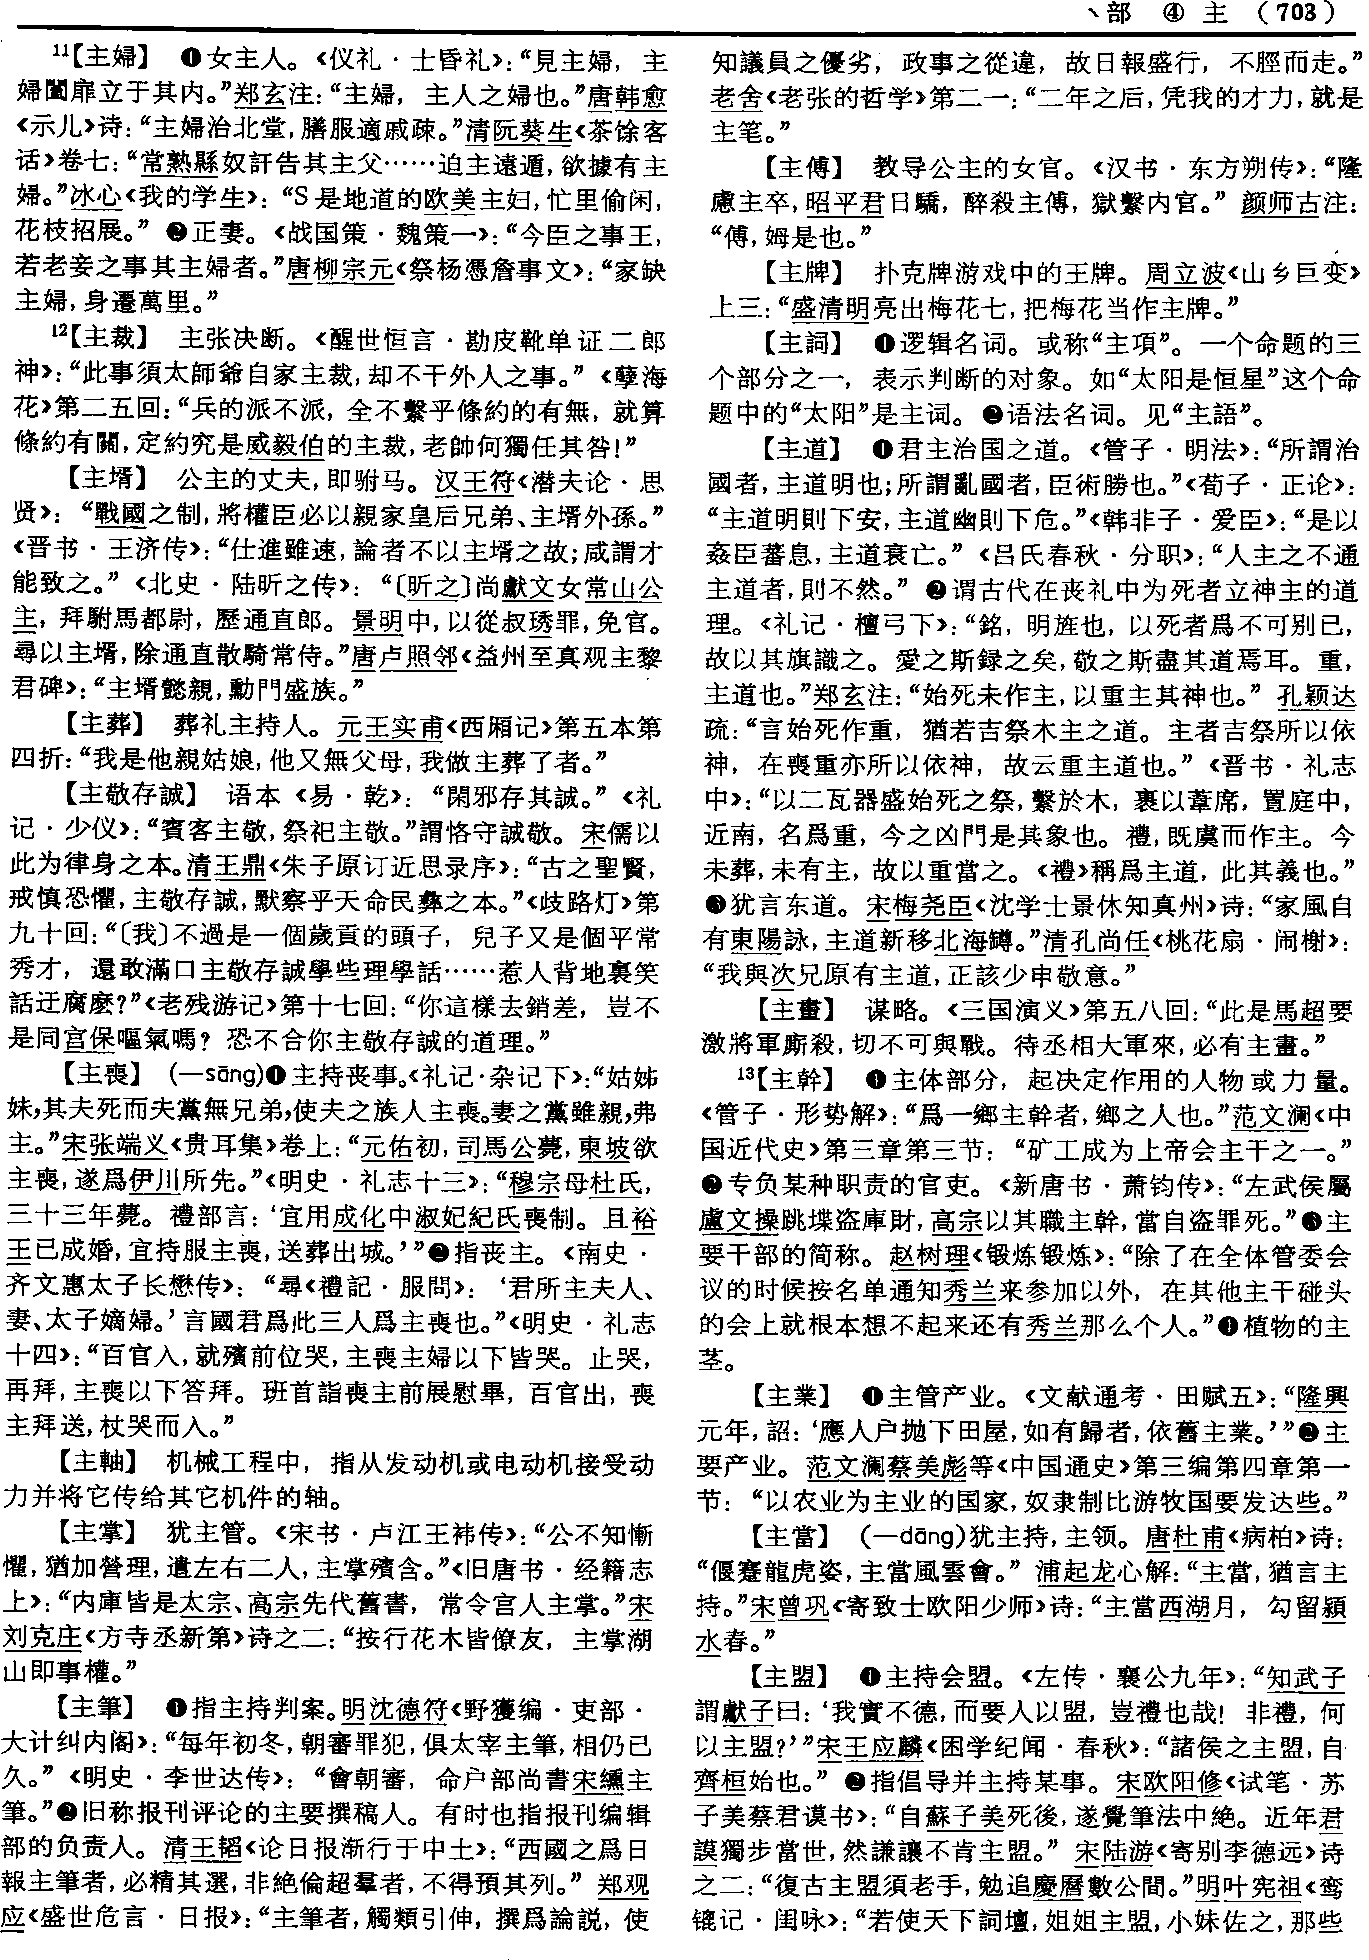 丶部 ④ 主 （703）
11【主婦】 ❶女主人。《仪礼·士昏礼》：“見主婦，主
婦闔扉立于其内。”郑玄注：“主婦，主人之婦也。”唐韩愈
《示儿》诗：“主婦治北堂，膳服適戚疎。”清阮葵生《茶馀客
话》卷七：“常熟縣奴訐告其主父……迫主遠遁，欲據有主
婦。”冰心《我的学生》：“S是地道的欧美主妇，忙里偷闲，
花枝招展。” ❷正妻。《战国策·魏策一》：“今臣之事王，
若老妾之事其主婦者。”唐柳宗元《祭杨凭詹事文》：“家缺
主婦，身遷萬里。”
12【主裁】 主张决断。《醒世恒言·勘皮靴单证二郎
神》：“此事須太師爺自家主裁，却不干外人之事。”《孽海
花》第二五回：“兵的派不派，全不繫乎條約的有無，就算
條約有關，定約究是威毅伯的主裁，老帥何獨任其咎！”
【主壻】 公主的丈夫，即驸马。汉王符《潜夫论·思
贤》：“戰國之制，將權臣必以親家皇后兄弟、主壻外孫。”
《晋书·王济传》：“仕進雖速，論者不以主壻之故；咸謂才
能致之。”《北史·陆昕之传》：“〔昕之〕尚獻文女常山公
主，拜駙馬都尉，歷通直郎。景明中，以從叔琇罪，免官。
尋以主壻，除通直散騎常侍。”唐卢照邻《益州至真观主黎
君碑》：“主壻懿親，勳門盛族。”
【主葬】 葬礼主持人。元王实甫《西厢记》第五本第
四折：“我是他親姑娘，他又無父母，我做主葬了者。”
【主敬存誠】 语本《易·乾》：“閑邪存其誠。”《礼
记·少仪》：“賓客主敬，祭祀主敬。”謂恪守誠敬。宋儒以
此为律身之本。清王鼎《朱子原订近思录序》：“古之聖賢，
戒慎恐懼，主敬存誠，默察乎天命民彝之本。”《歧路灯》第
九十回：“〔我〕不過是一個歲貢的頭子，兒子又是個平常
秀才，還敢滿口主敬存誠學些理學話……惹人背地裏笑
話迂腐麽？”《老残游记》第十七回：“你這樣去銷差，豈不
是同宫保嘔氣嗎？恐不合你主敬存誠的道理。”
【主喪】 （一sāng）❶主持丧事。《礼记·杂记下》：“姑姊
妹，其夫死而夫黨無兄弟，使夫之族人主喪。妻之黨雖親，弗
主。”宋张端义《贵耳集》卷上：“元佑初，司馬公薨，東坡欲
主喪，遂爲伊川所先。”《明史·礼志十三》：“穆宗母杜氏，
三十三年薨。禮部言：‘宜用成化中淑妃紀氏喪制。且裕
王已成婚，宜持服主喪，送葬出城。’”❷指丧主。《南史·
齐文惠太子长懋传》：“尋《禮記·服問》：‘君所主夫人、
妻、太子嫡婦。’言國君爲此三人爲主喪也。”《明史·礼志
十四》：“百官入，就殯前位哭，主喪主婦以下皆哭。止哭，
再拜，主喪以下答拜。班首詣喪主前展慰畢，百官出，喪
主拜送，杖哭而入。”
【主軸】 机械工程中，指从发动机或电动机接受动
力并将它传给其它机件的轴。
【主掌】 犹主管。《宋书·卢江王袆传》：“公不知慚
懼，猶加營理，遣左右二人，主掌殯含。”《旧唐书·经籍志
上》：“内庫皆是太宗、高宗先代舊書，常令宫人主掌。”宋
刘克庄《方寺丞新第》诗之二：“按行花木皆僚友，主掌湖
山即事權。”
【主筆】 ❶指主持判案。明沈德符《野獲编·吏部·
大计纠内阁》：“每年初冬，朝審罪犯，俱太宰主筆，相仍已
久。”《明史·李世达传》：“會朝審，命户部尚書宋纁主
筆。”❷旧称报刊评论的主要撰稿人。有时也指报刊编辑
部的负责人。清王韬《论日报渐行于中土》：“西國之爲日
報主筆者，必精其選，非絶倫超羣者，不得預其列。”郑观
应《盛世危言·日报》：“主筆者，觸類引伸，撰爲論説，使
知議員之優劣，政事之從違，故日報盛行，不脛而走。”
老舍《老张的哲学》第二一：“二年之后，凭我的才力，就是
主笔。”
【主傅】 教导公主的女官。《汉书·东方朔传》：“隆
慮主卒，昭平君日驕，醉殺主傅，獄繫内官。”颜师古注：
“傅，姆是也。”
【主牌】 扑克牌游戏中的王牌。周立波《山乡巨变》
上三：“盛清明亮出梅花七，把梅花当作主牌。”
【主詞】 ❶逻辑名词。或称“主項”。一个命题的三
个部分之一，表示判断的对象。如“太阳是恒星”这个命
题中的“太阳”是主词。❷语法名词。见“主語”。
【主道】 ❶君主治国之道。《管子·明法》：“所謂治
國者，主道明也；所謂亂國者，臣術勝也。”《荀子·正论》：
“主道明則下安，主道幽則下危。”《韩非子·爱臣》：“是以
姦臣蕃息，主道衰亡。”《吕氏春秋·分职》：“人主之不通
主道者，則不然。” ❷谓古代在丧礼中为死者立神主的道
理。《礼记·檀弓下》：“銘，明旌也，以死者爲不可别已，
故以其旗識之。愛之斯録之矣，敬之斯盡其道焉耳。重，
主道也。”郑玄注：“始死未作主，以重主其神也。”孔颖达
疏：“言始死作重，猶若吉祭木主之道。主者吉祭所以依
神，在喪重亦所以依神，故云重主道也。”《晋书·礼志
中》：“以二瓦器盛始死之祭，繫於木，裹以葦席，置庭中，
近南，名爲重，今之凶門是其象也。禮，既虞而作主。今
未葬，未有主，故以重當之。《禮》稱爲主道，此其義也。”
❸犹言东道。宋梅尧臣《沈学士景休知真州》诗：“家風自
有東陽詠，主道新移北海罇。”清孔尚任《桃花扇·闹榭》：
“我與次兄原有主道，正該少申敬意。”
【主畫】 谋略。《三国演义》第五八回：“此是馬超要
激將軍廝殺，切不可與戰。待丞相大軍來，必有主畫。”
13【主幹】 ❶主体部分，起决定作用的人物或力量。
《管子·形势解》：“爲一鄉主幹者，鄉之人也。”范文澜《中
国近代史》第三章第三节：“矿工成为上帝会主干之一。”
❷专负某种职责的官吏。《新唐书·萧钧传》：“左武侯屬
盧文操跳堞盗庫財，高宗以其職主幹，當自盗罪死。”❸主
要干部的简称。赵树理《锻炼锻炼》：“除了在全体管委会
议的时候按名单通知秀兰来参加以外，在其他主干碰头
的会上就根本想不起来还有秀兰那么个人。”❹植物的主
茎。
【主業】 ❶主管产业。《文献通考·田赋五》：“隆興
元年，詔：‘應人户抛下田屋，如有歸者，依舊主業。’”❷主
要产业。范文澜蔡美彪等《中国通史》第三编第四章第一
节：“以农业为主业的国家，奴隶制比游牧国要发达些。”
【主當】 （一dāng）犹主持，主领。唐杜甫《病柏》诗：
“偃蹇龍虎姿，主當風雲會。”浦起龙心解：“主當，猶言主
持。”宋曾巩《寄致士欧阳少师》诗：“主當西湖月，勾留潁
水春。”
【主盟】 ❶主持会盟。《左传·襄公九年》：“知武子
謂獻子曰：‘我實不德，而要人以盟，豈禮也哉！非禮，何
以主盟？’”宋王应麟《困学纪闻·春秋》：“諸侯之主盟，自
齊桓始也。” ❷指倡导并主持某事。宋欧阳修《试笔·苏
子美蔡君谟书》：“自蘇子美死後，遂覺筆法中絶。近年君
謨獨步當世，然謙讓不肯主盟。”宋陆游《寄别李德远》诗
之二：“復古主盟須老手，勉追慶曆數公間。”明叶宪祖《鸾
鎞记·闺咏》：“若使天下詞壇，姐姐主盟，小妹佐之，那些